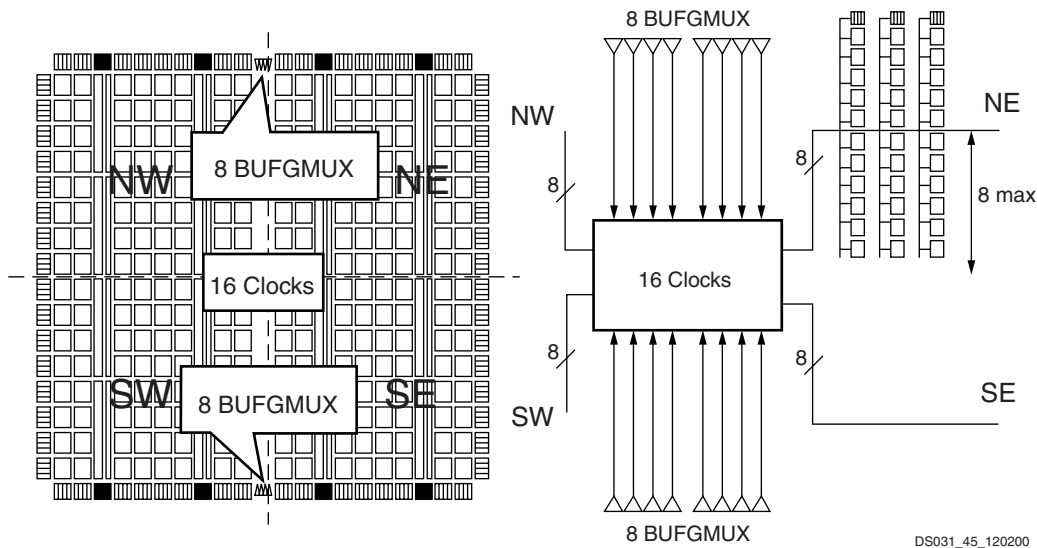 8 BUFGMUX
NW
NE
8 BUFGMUX
16 Clocks
SW
SE
8 BUFGMUX
NW
NE
8
8
8 max
16 Clocks
8
8
SW
SE
8 BUFGMUX
DS031_45_120200